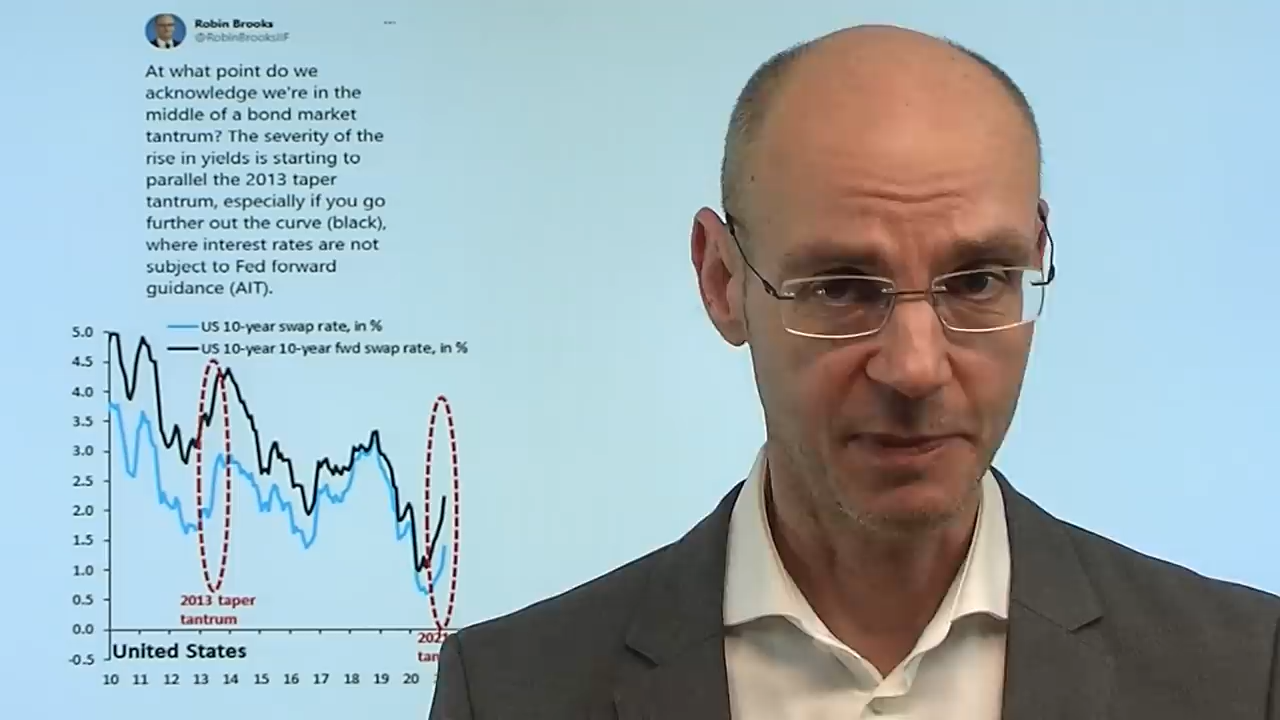 Robin Brooks
@RobinBrooksIIF
At what point do we
acknowledge we're in the
middle of a bond market
tantrum? The severity of the
rise in yields is starting to
parallel the 2013 taper
tantrum, especially if you go
further out the curve (black),
where interest rates are not
subject to Fed forward
guidance (AIT).
US 10-year swap rate, in %
US 10-year 10-year fwd swap rate, in %
5.0
4.5
4.0
3.5
3.0
2.5
2.0
1.5
1.0
0.5
0.0
-0.5
2013 taper
tantrum
2021
tan
United States
10 11 12 13 14 15 16 17 18 19 20